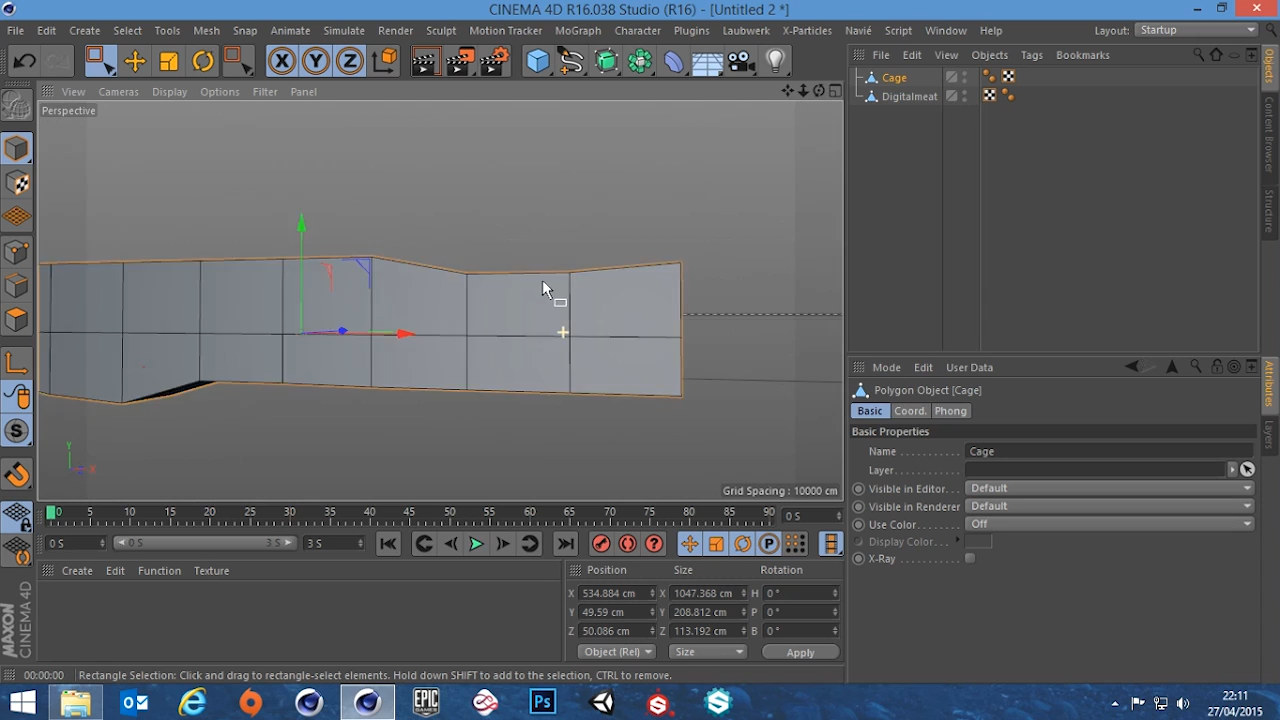 CINEMA 4D R16.038 Studio (R16) - [Untitled 2 *]
File Edit Create Select Tools Mesh Snap Animate Simulate Render Sculpt Motion Tracker MoGraph Character Plugins Laubwerk X-Particles Navié Script Window Help Layout: Startup
X Y Z
File Edit View Objects Tags Bookmarks
Cage
Digitalmeat
View Cameras Display Options Filter Panel
Perspective
Y
X
Grid Spacing : 10000 cm
Objects
Content Browser
Structure
Attributes
Layers
Mode Edit User Data
Polygon Object [Cage]
Basic Coord. Phong
Basic Properties
Name Cage
Layer
Visible in Editor... Default
Visible in Renderer Default
Use Color Off
Display Color...
X-Ray
0 5 10 15 20 25 30 35 40 45 50 55 60 65 70 75 80 85 90 0 S
0 S 0 S 3 S 3 S
Create Edit Function Texture
Position Size Rotation
X 534.884 cm X 1047.368 cm H 0 °
Y 49.59 cm Y 208.812 cm P 0 °
Z 50.086 cm Z 113.192 cm B 0 °
Object (Rel) Size Apply
MAXON
CINEMA 4D
00:00:00 Rectangle Selection: Click and drag to rectangle-select elements. Hold down SHIFT to add to the selection, CTRL to remove.
EPIC GAMES
Ps
22:11
27/04/2015